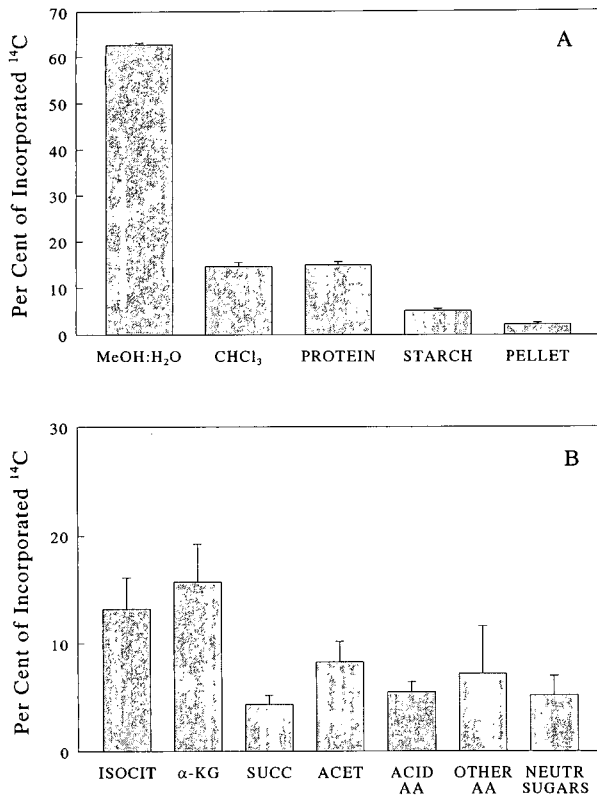 A
Per Cent of Incorporated ¹⁴C
70
60
50
40
30
20
10
0
MeOH:H₂O CHCl₃ PROTEIN STARCH PELLET
B
Per Cent of Incorporated ¹⁴C
30
20
10
0
ISOCIT α-KG SUCC ACET ACID OTHER NEUTR
AA AA SUGARS